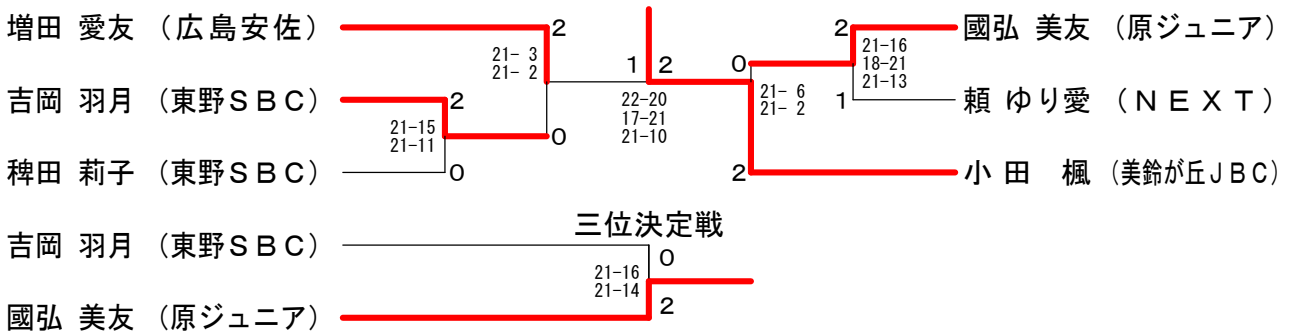 増田 愛友 (広島安佐)
2
21- 3
21- 2
吉岡 羽月 (東野SBC)
2
21-15
21-11
0
稗田 莉子 (東野SBC)
0
1 2
22-20
17-21
21-10
0
21- 6
21- 2
2
2
21-16
18-21
21-13
1
國弘 美友 (原ジュニア)
頼 ゆり愛 (NEXT)
小田 楓 (美鈴が丘JBC)
三位決定戦
吉岡 羽月 (東野SBC)
0
21-16
21-14
2
國弘 美友 (原ジュニア)